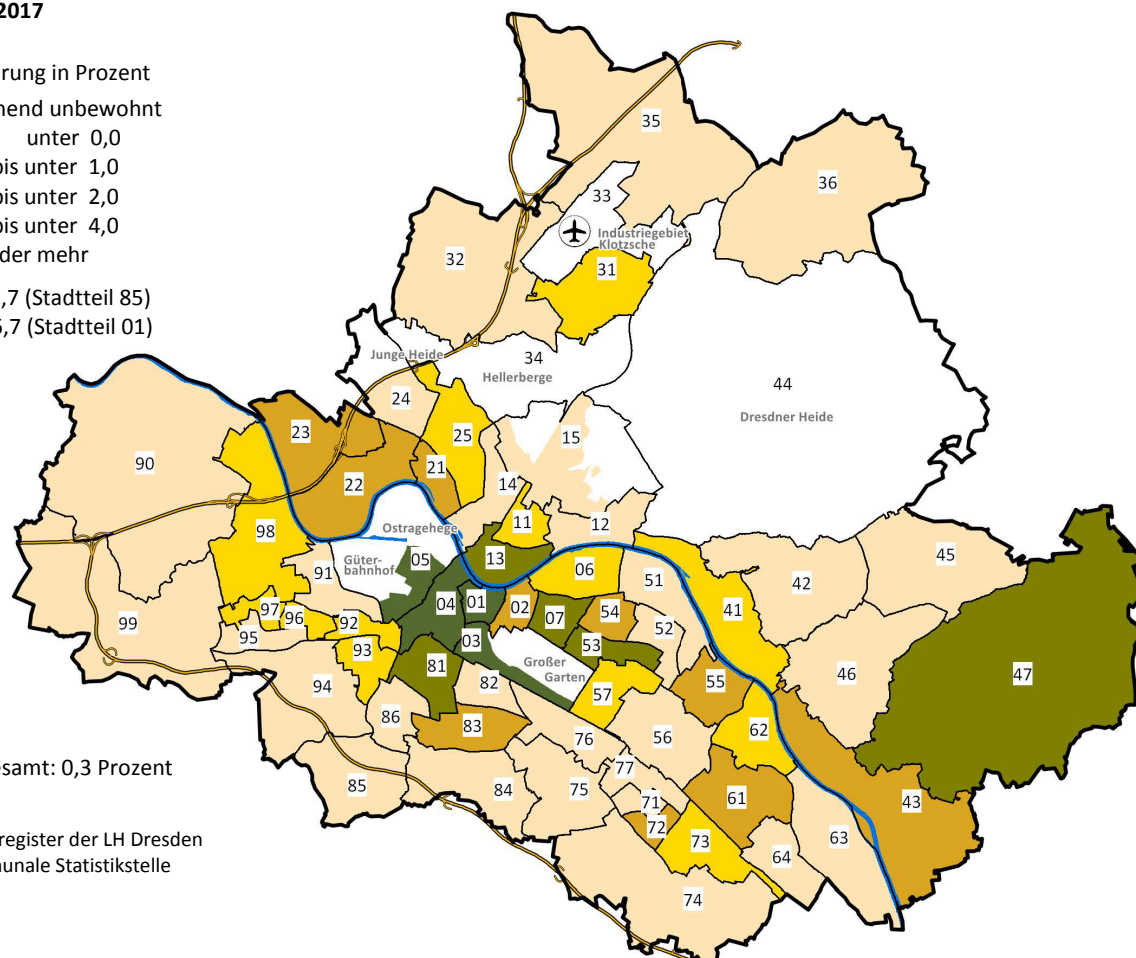 2017
rung in Prozent
nend unbewohnt
unter 0,0
bis unter 1,0
bis unter 2,0
bis unter 4,0
der mehr
,7 (Stadtteil 85)
5,7 (Stadtteil 01)
35
36
33
Industriegebiet
Klotzsche
32
31
Junge Heide
34
Hellerberge
44
Dresdner Heide
24
25
15
23
90
21
22
14
11
12
Ostragehege
98
13
05
Güter-
bahnhof
91
06
51
42
45
04
01
02
07
54
41
97
96
92
52
99
95
03
53
93
81
Großer
Garten
46
47
94
82
57
55
86
83
76
56
62
77
85
84
75
71
61
43
72
73
63
64
74
esamt: 0,3 Prozent
register der LH Dresden
unale Statistikstelle